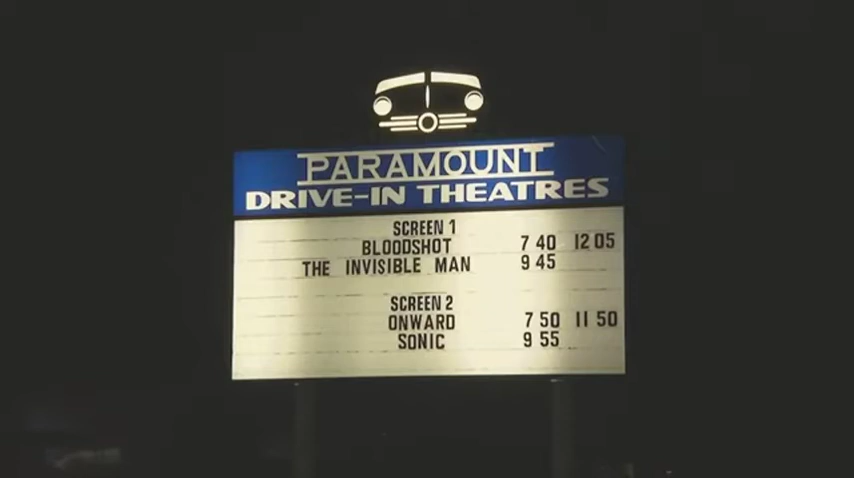 PARAMOUNT
DRIVE-IN THEATRES
SCREEN 1
BLOODSHOT 7 40 12 05
THE INVISIBLE MAN 9 45
SCREEN 2
ONWARD 7 50 11 50
SONIC 9 55